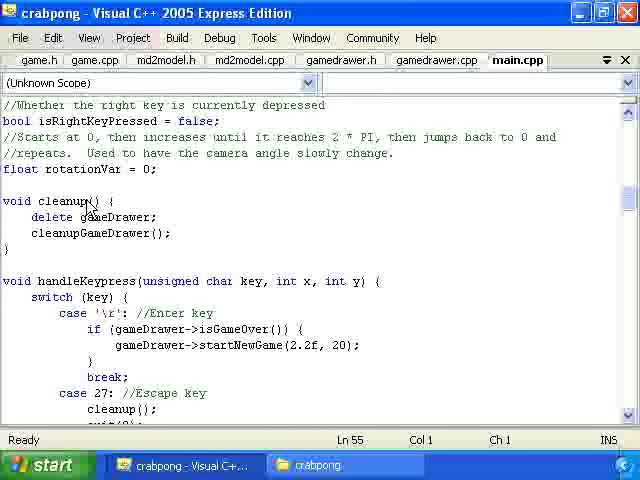 crabpong - Visual C++ 2005 Express Edition
File Edit View Project Build Debug Tools Window Community Help
game.h game.cpp md2model.h md2model.cpp gamedrawer.h gamedrawer.cpp main.cpp
(Unknown Scope)
//Whether the right key is currently depressed
bool isRightKeyPressed = false;
//Starts at 0, then increases until it reaches 2 * PI, then jumps back to 0 and
//repeats.  Used to have the camera angle slowly change.
float rotationVar = 0;
void cleanup() {
delete gameDrawer;
cleanupGameDrawer();
}
void handleKeypress(unsigned char key, int x, int y) {
switch (key) {
case '\r': //Enter key
if (gameDrawer->isGameOver()) {
gameDrawer->startNewGame(2.2f, 20);
}
break;
case 27: //Escape key
cleanup();
Ready Ln 55 Col 1 Ch 1 INS
start crabpong - Visual C+... crabpong